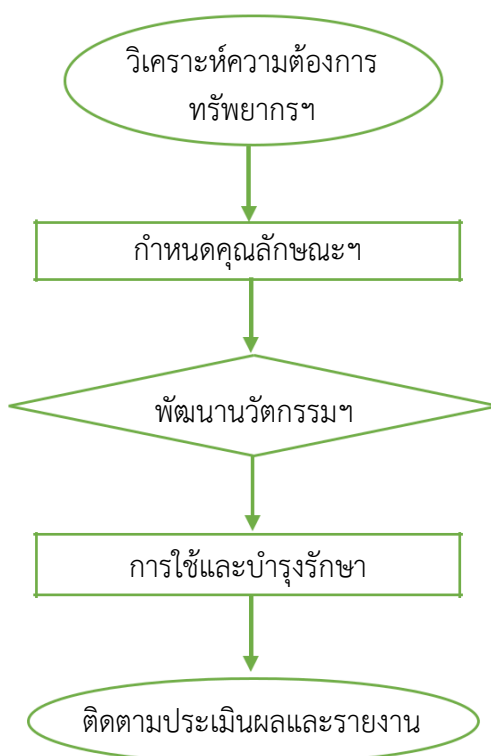 วิเคราะห์ความต้องการ
ทรัพยากรฯ
กำหนดคุณลักษณะฯ
พัฒนานวัตกรรมฯ
การใช้และบำรุงรักษา
ติดตามประเมินผลและรายงาน